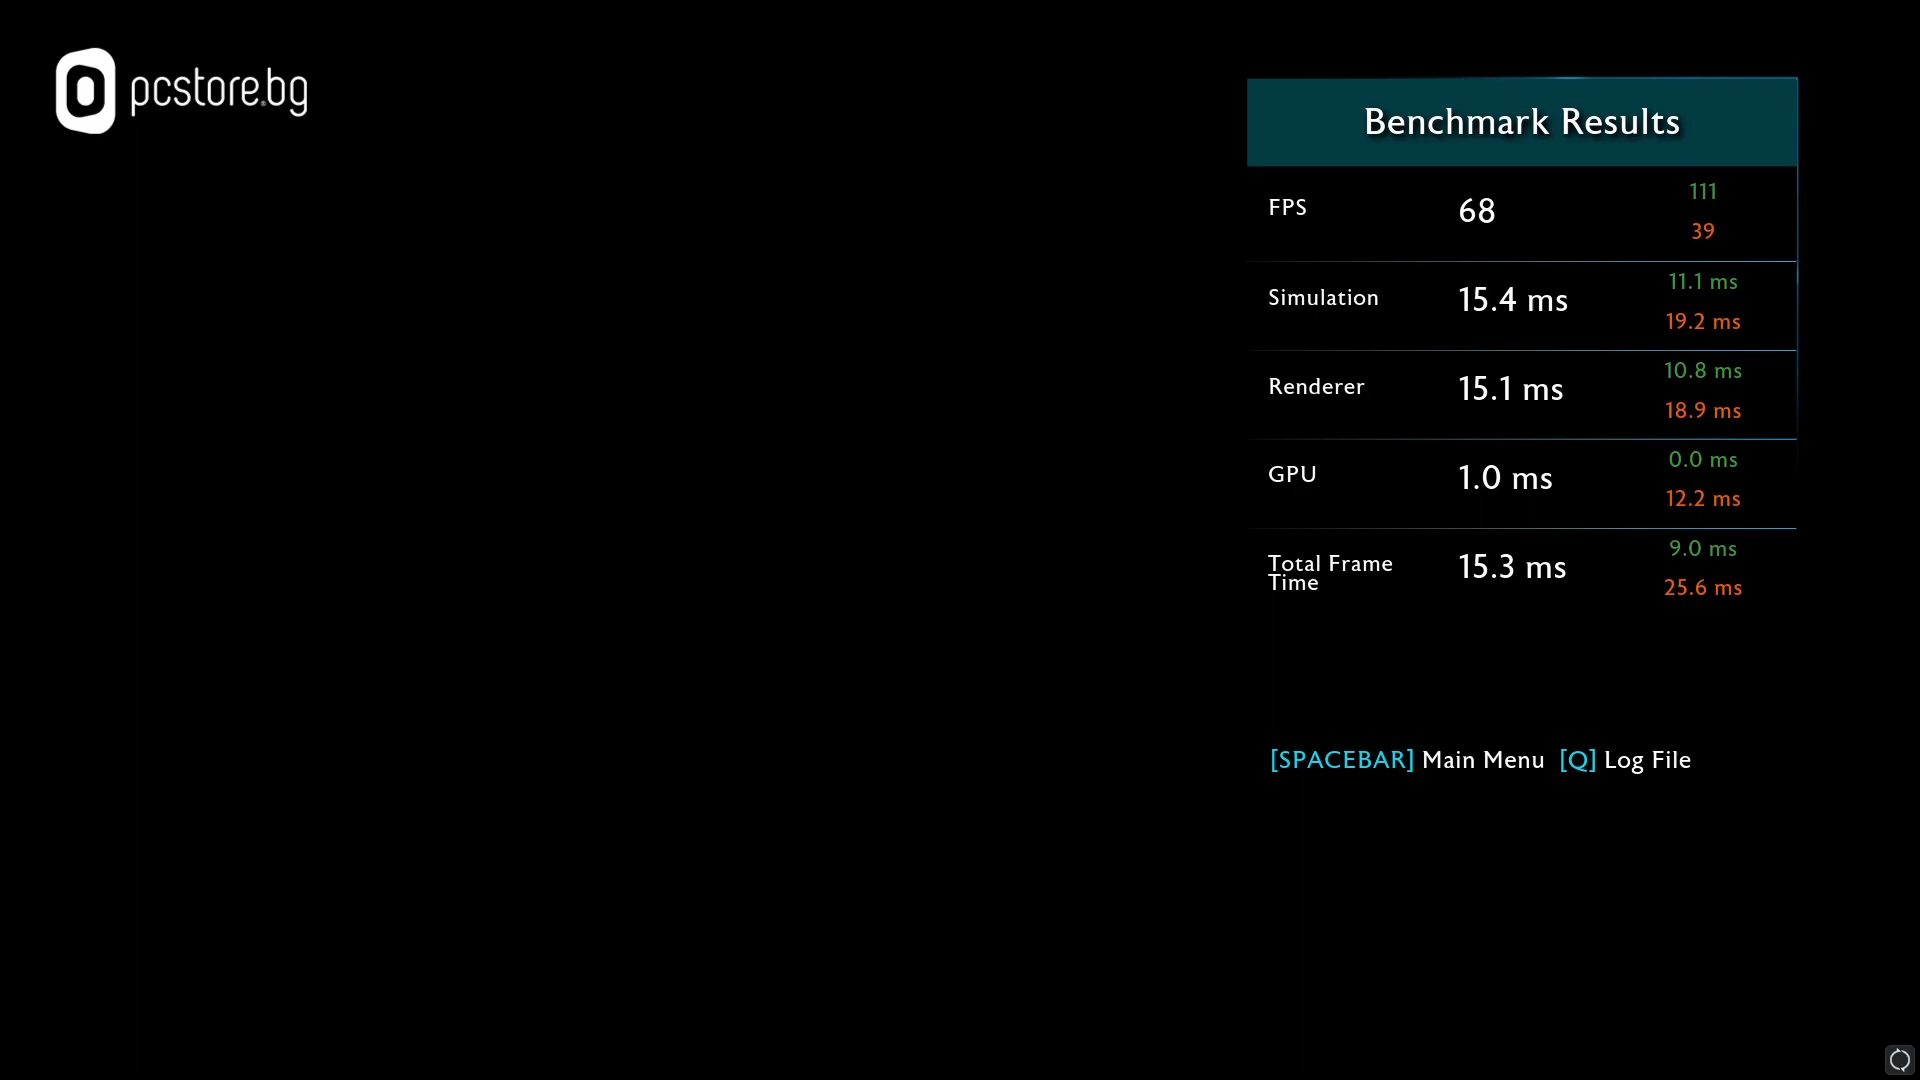 pcstore.bg
Benchmark Results
FPS 68 111
39
Simulation 15.4 ms 11.1 ms
19.2 ms
Renderer 15.1 ms 10.8 ms
18.9 ms
GPU 1.0 ms 0.0 ms
12.2 ms
Total Frame Time 15.3 ms 9.0 ms
25.6 ms
[SPACEBAR] Main Menu [Q] Log File